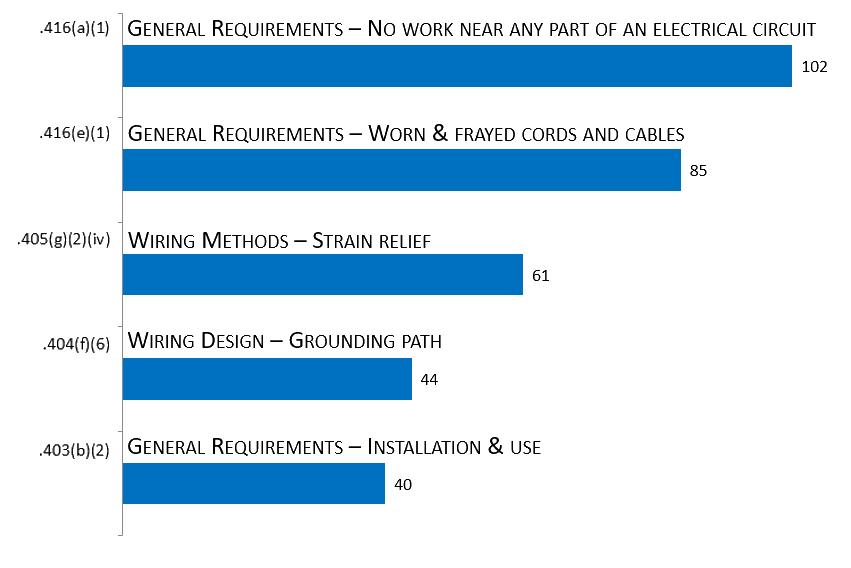 .416(a)(1)
General Requirements – No work near any part of an electrical circuit
102
.416(e)(1)
General Requirements – Worn & frayed cords and cables
85
.405(g)(2)(iv)
Wiring Methods – Strain relief
61
.404(f)(6)
Wiring Design – Grounding path
44
.403(b)(2)
General Requirements – Installation & use
40